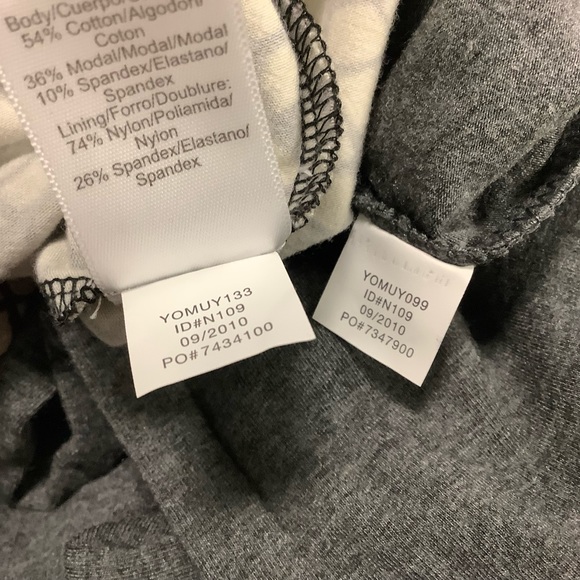 Body/Cuerpo/
54% Cotton/Algodon/
Coton
36% Modal/Modal/Modal
10% Spandex/Elastano/
Spandex
Lining/Forro/Doublure:
74% Nylon/Poliamida/
Nylon
26% Spandex/Elastano/
Spandex
YOMUY133
ID#N109
09/2010
PO#7434100
YOMUY099
ID#N109
09/2010
PO#7347900